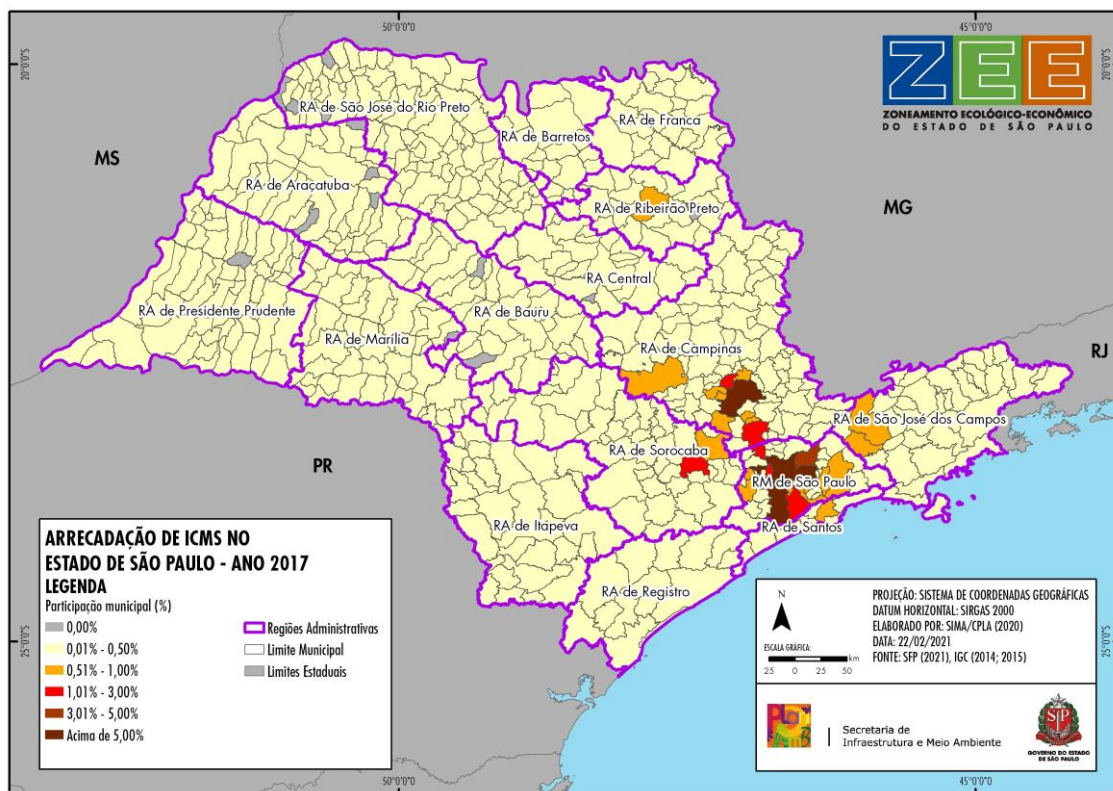 50°0'0"O
45°0'0"O
20°0'0"S
20°0'0"S
ZEE
ZONEAMENTO ECOLÓGICO-ECONÔMICO
DO ESTADO DE SÃO PAULO
RA de São José do Rio Preto
RA de Barretos
RA de Franca
MS
RA de Araçatuba
RA de Ribeirão Preto
MG
RA Central
RA de Presidente Prudente
RA de Bauru
RA de Marília
RA de Campinas
RJ
RA de São José dos Campos
RA de Sorocaba
PR
RM de São Paulo
RA de Itapeva
RA de Santos
RA de Registro
ARRECADAÇÃO DE ICMS NO
ESTADO DE SÃO PAULO - ANO 2017
LEGENDA
Participação municipal (%)
0,00%
0,01% - 0,50%
0,51% - 1,00%
1,01% - 3,00%
3,01% - 5,00%
Acima de 5,00%
Regiões Administrativas
Limite Municipal
Limites Estaduais
N
ESCALA GRÁFICA:
25 0 25 50 km
PROJEÇÃO: SISTEMA DE COORDENADAS GEOGRÁFICAS
DATUM HORIZONTAL: SIRGAS 2000
ELABORADO POR: SIMA/CPLA (2020)
DATA: 22/02/2021
FONTE: SFP (2021), IGC (2014; 2015)
25°0'0"S
25°0'0"S
Secretaria de
Infraestrutura e Meio Ambiente
SP
GOVERNO DO ESTADO
DE SÃO PAULO
50°0'0"O
45°0'0"O